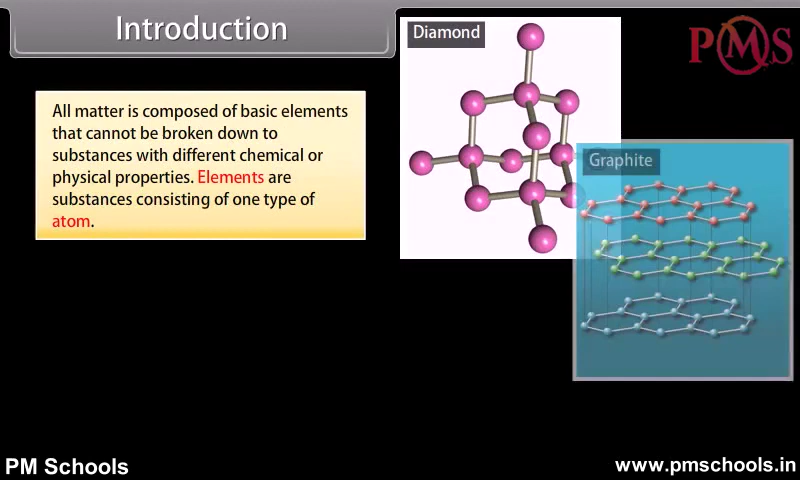 Introduction
Diamond
PMS
All matter is composed of basic elements
that cannot be broken down to
substances with different chemical or
physical properties. Elements are
substances consisting of one type of
atom.
Graphite
PM Schools
www.pmschools.in